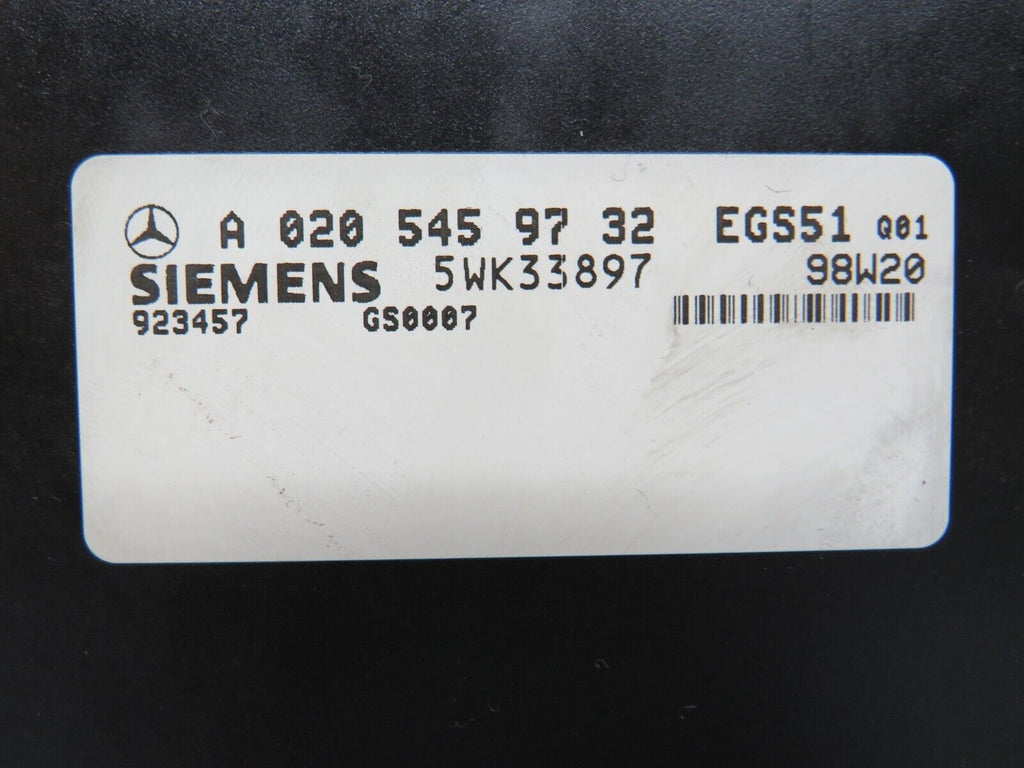 A 020 545 97 32 EGS51 Q01
SIEMENS 5WK33897 98W20
923457 GS0007